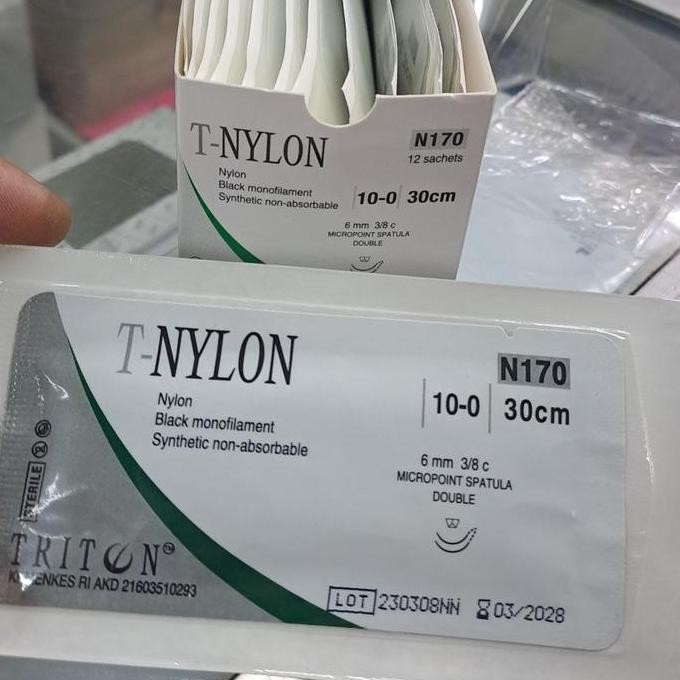 T-NYLON
N170
12 sachets
Nylon
Black monofilament
Synthetic non-absorbable
10-0 30cm
6 mm 3/8 c
MICROPOINT SPATULA
DOUBLE
T-NYLON
N170
Nylon
Black monofilament
Synthetic non-absorbable
10-0 30cm
6 mm 3/8 c
MICROPOINT SPATULA
DOUBLE
STERILE
TRITON™
KEMENKES RI AKD 21603510293
LOT 230308NN 03/2028